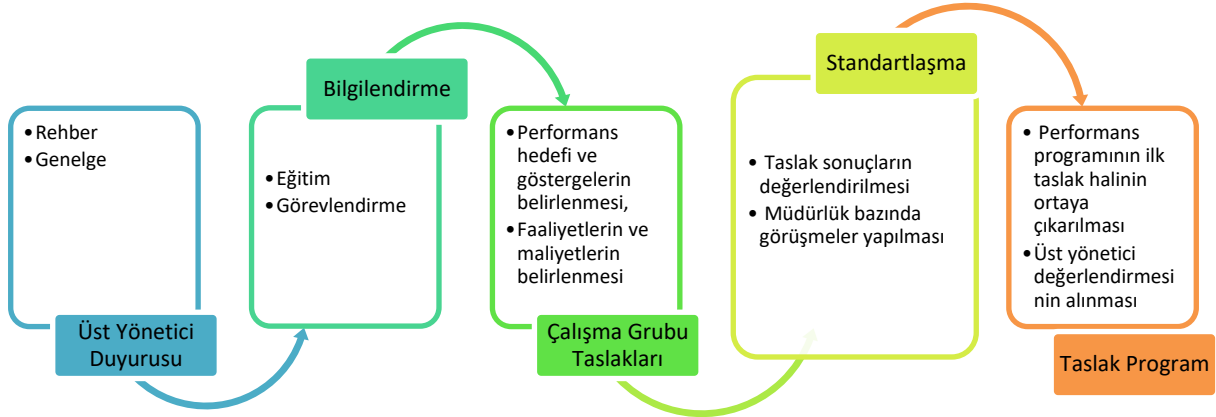 •Rehber
•Genelge
Üst Yönetici
Duyurusu
Bilgilendirme
•Eğitim
•Görevlendirme
•Performans
hedefi ve
göstergelerin
belirlenmesi,
•Faaliyetlerin ve
maliyetlerin
belirlenmesi
Çalışma Grubu
Taslakları
Standartlaşma
• Taslak sonuçların
değerlendirilmesi
• Müdürlük bazında
görüşmeler yapılması
• Performans
programının ilk
taslak halinin
ortaya
çıkarılması
•Üst yönetici
değerlendirmesi
nin alınması
Taslak Program